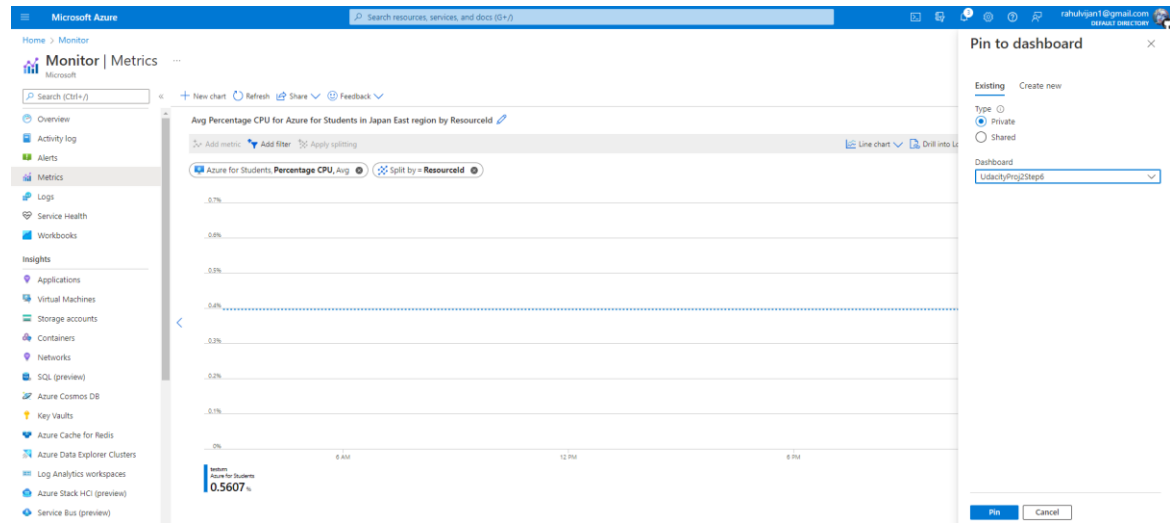 Microsoft Azure
Search resources, services, and docs (G+/)
rahulvijan1@gmail.com
DEFAULT DIRECTORY
Home > Monitor
Monitor | Metrics ...
Microsoft
Search (Ctrl+/)
«
Overview
Activity log
Alerts
Metrics
Logs
Service Health
Workbooks
Insights
Applications
Virtual Machines
Storage accounts
Containers
Networks
SQL (preview)
Azure Cosmos DB
Key Vaults
Azure Cache for Redis
Azure Data Explorer Clusters
Log Analytics workspaces
Azure Stack HCI (preview)
Service Bus (preview)
New chart Refresh Share Feedback
Avg Percentage CPU for Azure for Students in Japan East region by ResourceId
Add metric Add filter Apply splitting Line chart Drill into Lo
Azure for Students, Percentage CPU, Avg Split by = ResourceId
0.7%
0.6%
0.5%
0.4%
0.3%
0.2%
0.1%
0%
6 AM 12 PM 6 PM
Azure for Students
0.5607 %
Pin to dashboard
Existing Create new
Type
Private
Shared
Dashboard
UdacityProj2Step6
Pin Cancel